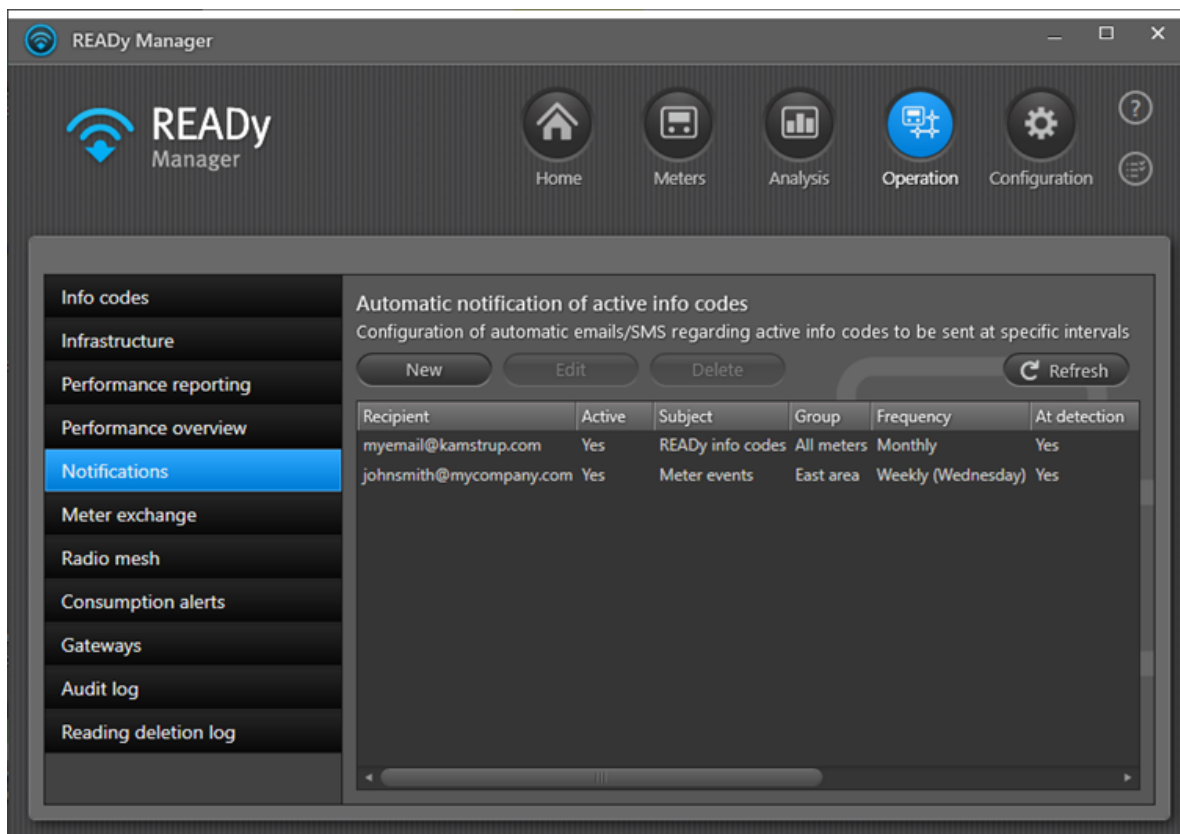 READy Manager
READy
Manager
Home Meters Analysis Operation Configuration
?
Info codes
Infrastructure
Performance reporting
Performance overview
Notifications
Meter exchange
Radio mesh
Consumption alerts
Gateways
Audit log
Reading deletion log
Automatic notification of active info codes
Configuration of automatic emails/SMS regarding active info codes to be sent at specific intervals
New Edit Delete Refresh
Recipient Active Subject Group Frequency At detection
myemail@kamstrup.com Yes READy info codes All meters Monthly Yes
johnsmith@mycompany.com Yes Meter events East area Weekly (Wednesday) Yes